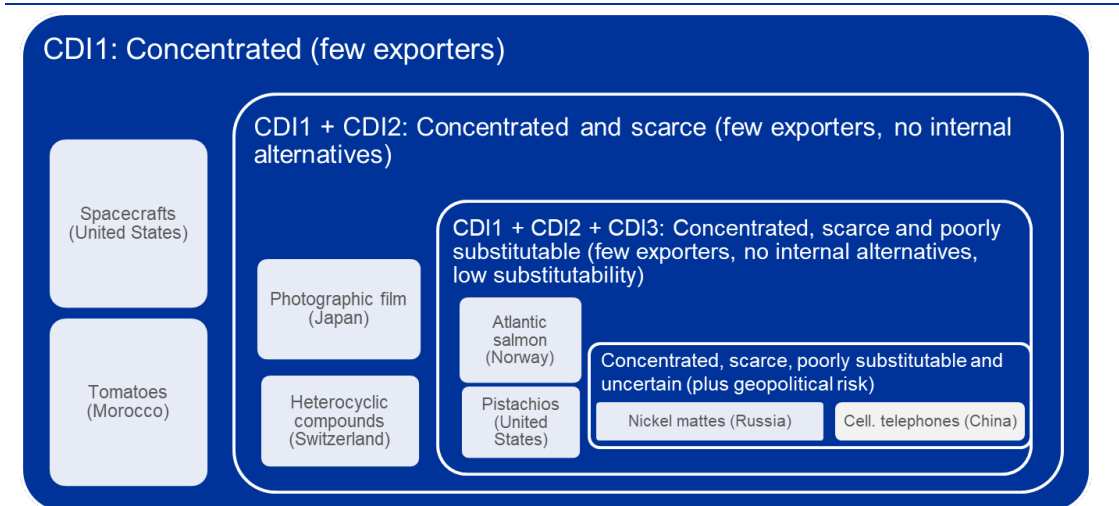 CDI1: Concentrated (few exporters)
CDI1 + CDI2: Concentrated and scarce (few exporters, no internal
alternatives)
Spacecrafts
(United States)
CDI1 + CDI2 + CDI3: Concentrated, scarce and poorly
substitutable (few exporters, no internal alternatives,
low substitutability)
Photographic film
(Japan)
Atlantic
salmon
(Norway)
Concentrated, scarce, poorly substitutable and
uncertain (plus geopolitical risk)
Tomatoes
(Morocco)
Heterocyclic
compounds
(Switzerland)
Pistachios
(United
States)
Nickel mattes (Russia)
Cell. telephones (China)